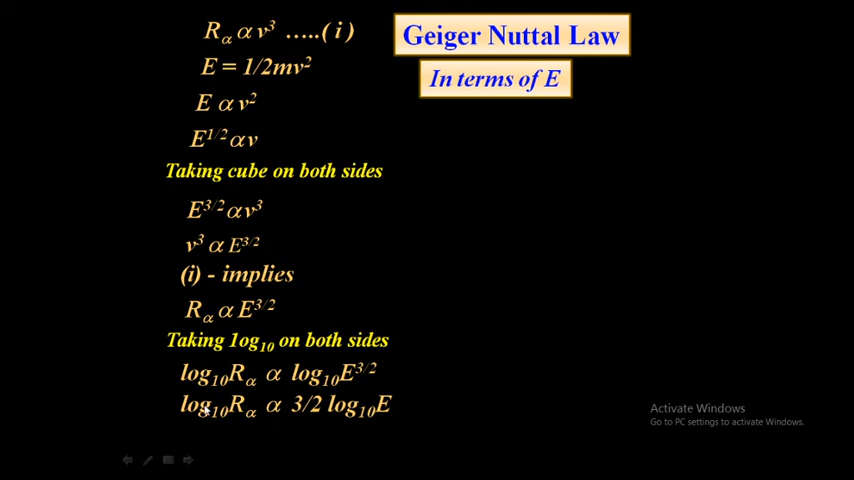 Geiger Nuttal Law
In terms of E
Rα α v³ .....( i )
E = 1/2mv²
E α v²
E^1/2 α v
Taking cube on both sides
E^3/2 α v³
v³ α E^3/2
(i) - implies
Rα α E^3/2
Taking 1og₁₀ on both sides
log₁₀Rα α log₁₀E^3/2
log₁₀Rα α 3/2 log₁₀E
Activate Windows
Go to PC settings to activate Windows.